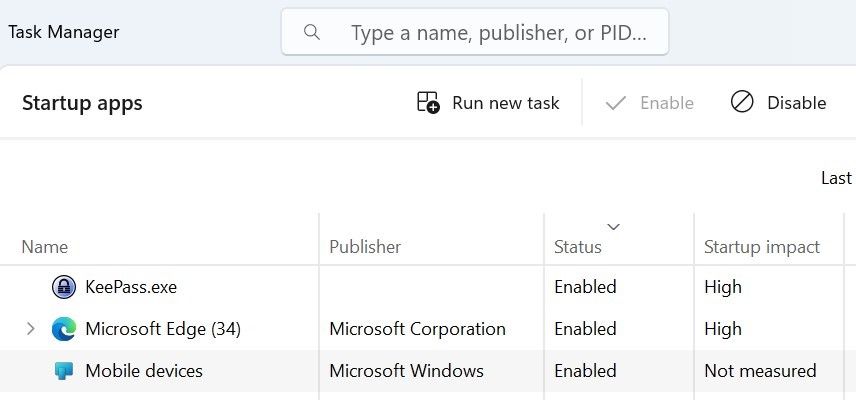 Task Manager
Type a name, publisher, or PID...
Startup apps
Run new task
Enable
Disable
Last
Name Publisher Status Startup impact
KeePass.exe Enabled High
Microsoft Edge (34) Microsoft Corporation Enabled High
Mobile devices Microsoft Windows Enabled Not measured